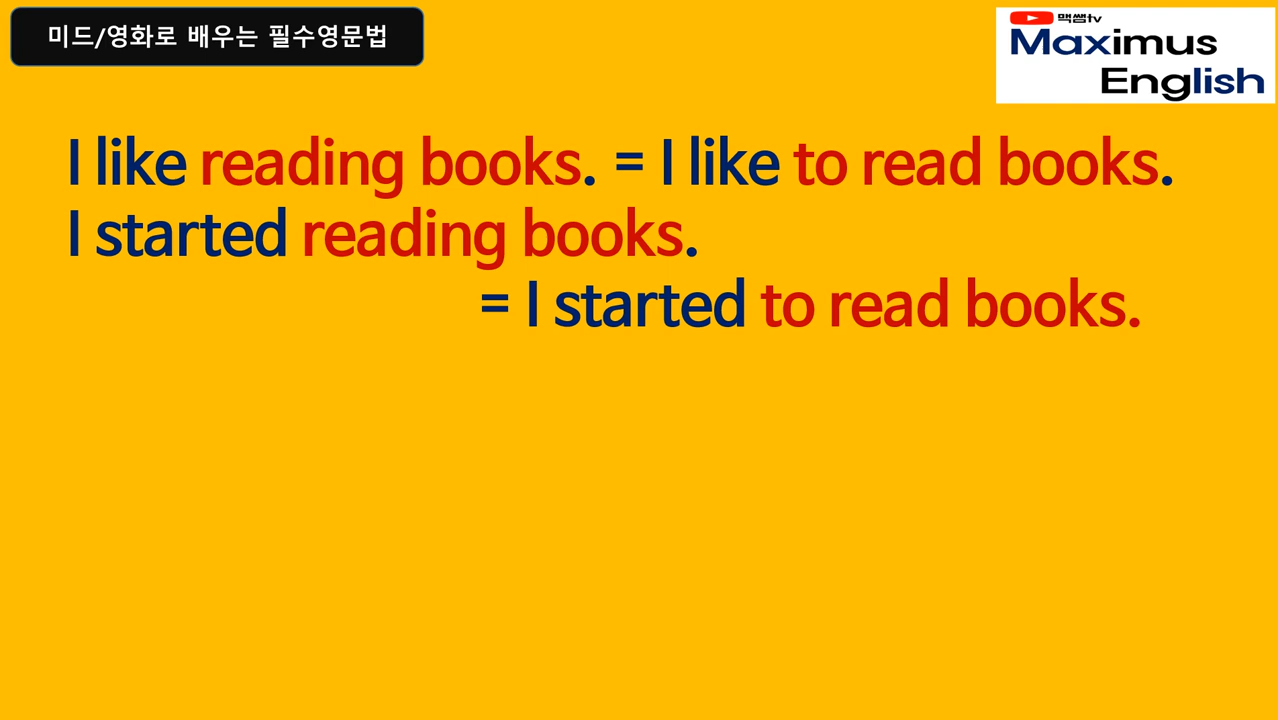 미드/영화로 배우는 필수영문법
맥쌤tv
Maximus
English
I like reading books. = I like to read books.
I started reading books.
= I started to read books.